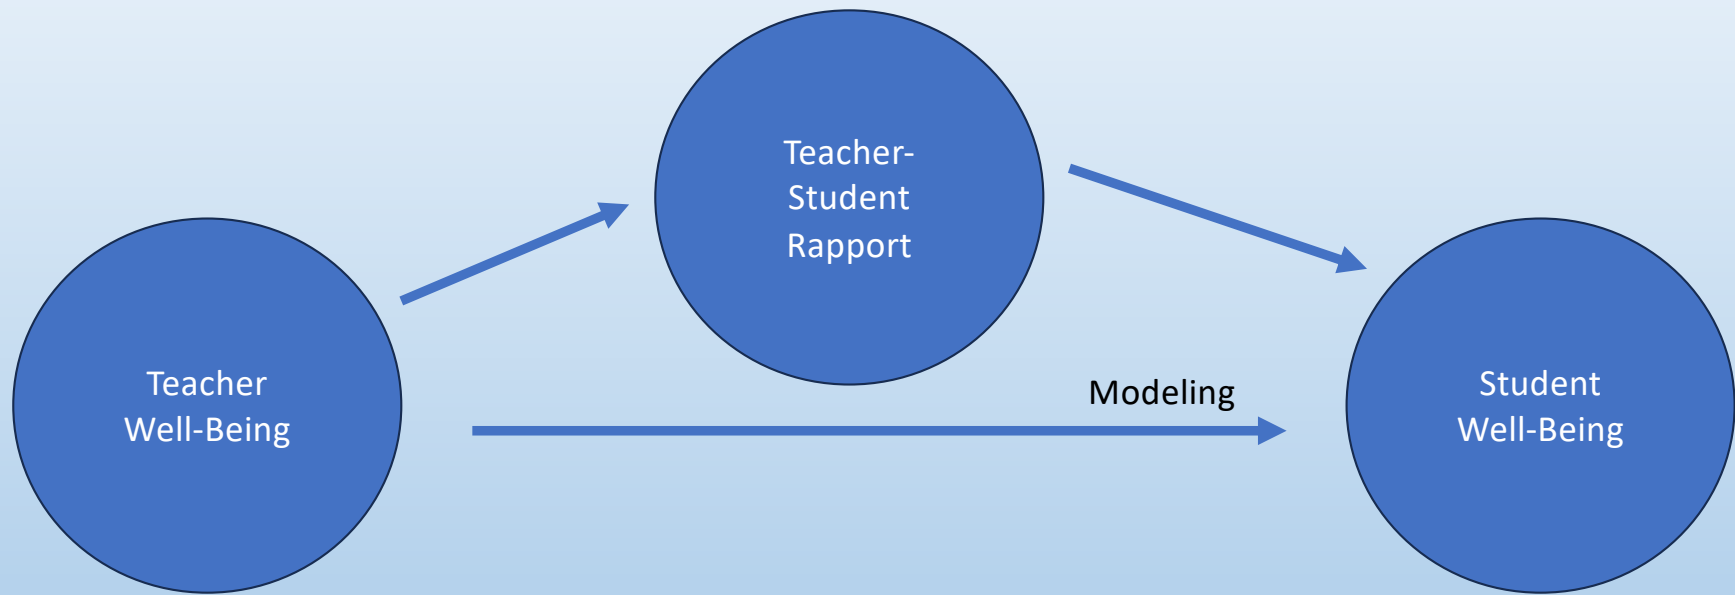 Teacher-
Student
Rapport
Teacher
Well-Being
Modeling
Student
Well-Being